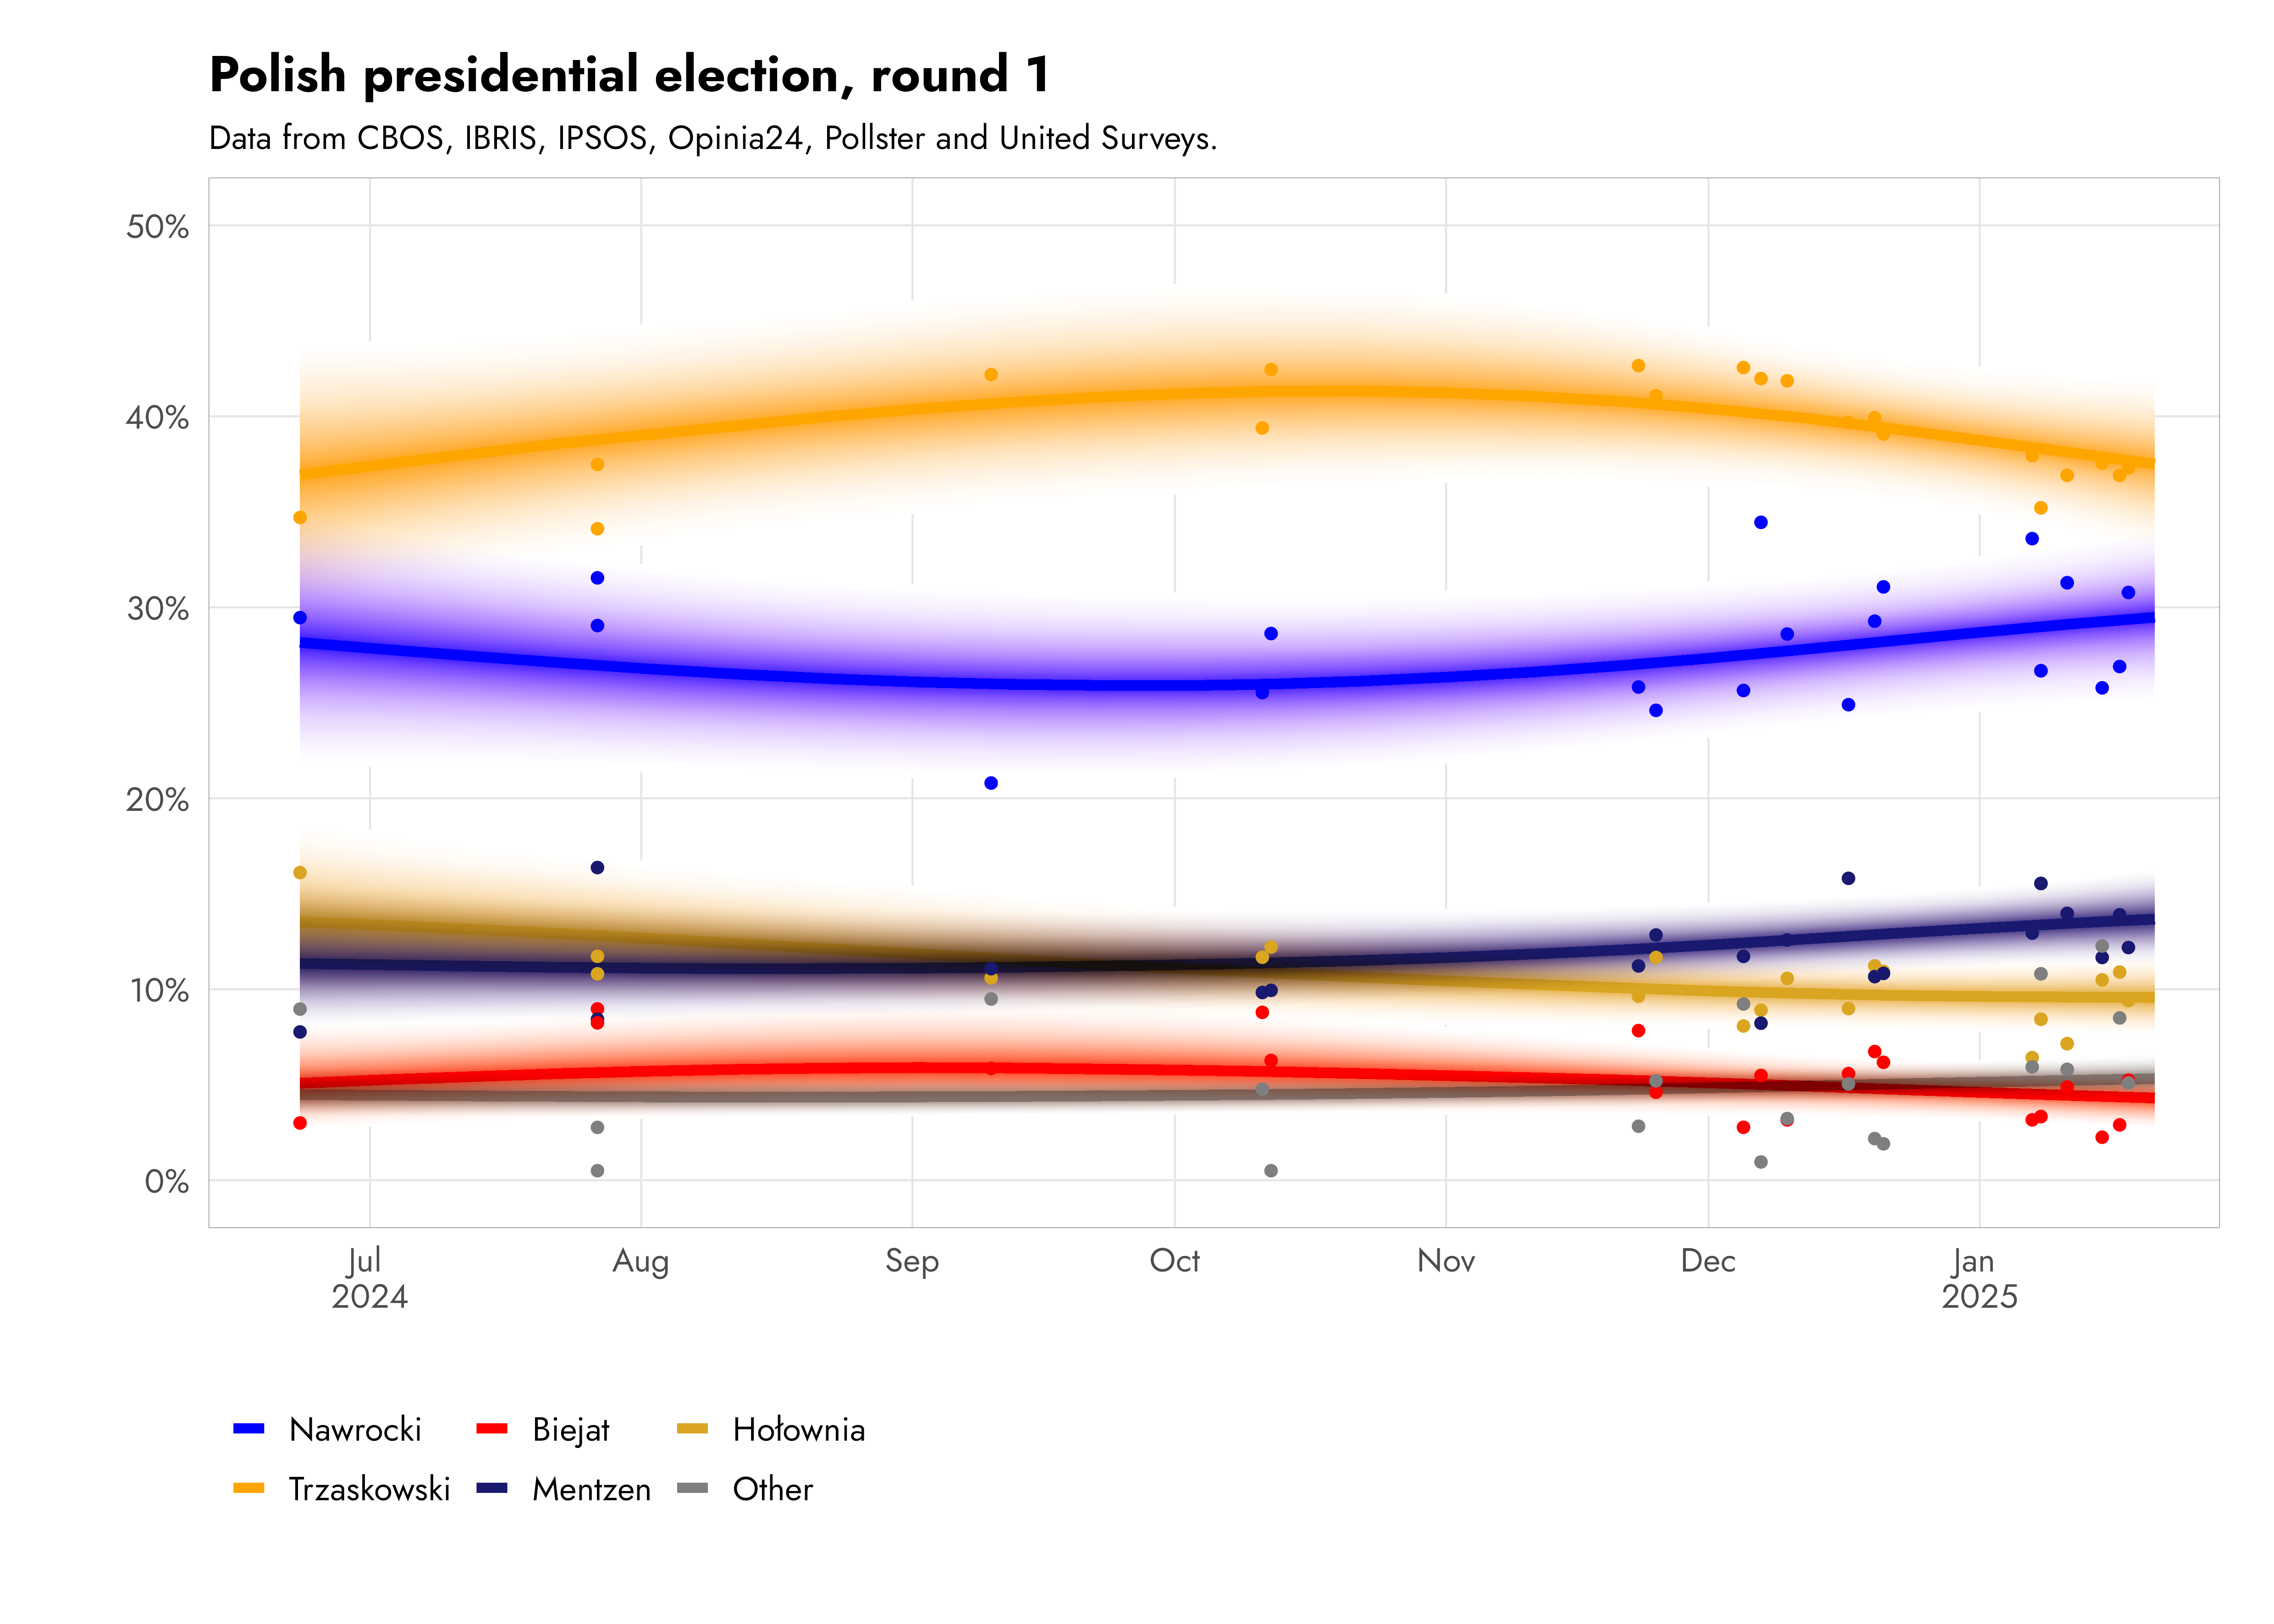 Polish presidential election, round 1
Data from CBOS, IBRIS, IPSOS, Opinia24, Pollster and United Surveys.
50%
40%
30%
20%
10%
0%
Jul Aug Sep Oct Nov Dec Jan
2024 2025
Nawrocki Biejat Hołownia
Trzaskowski Mentzen Other